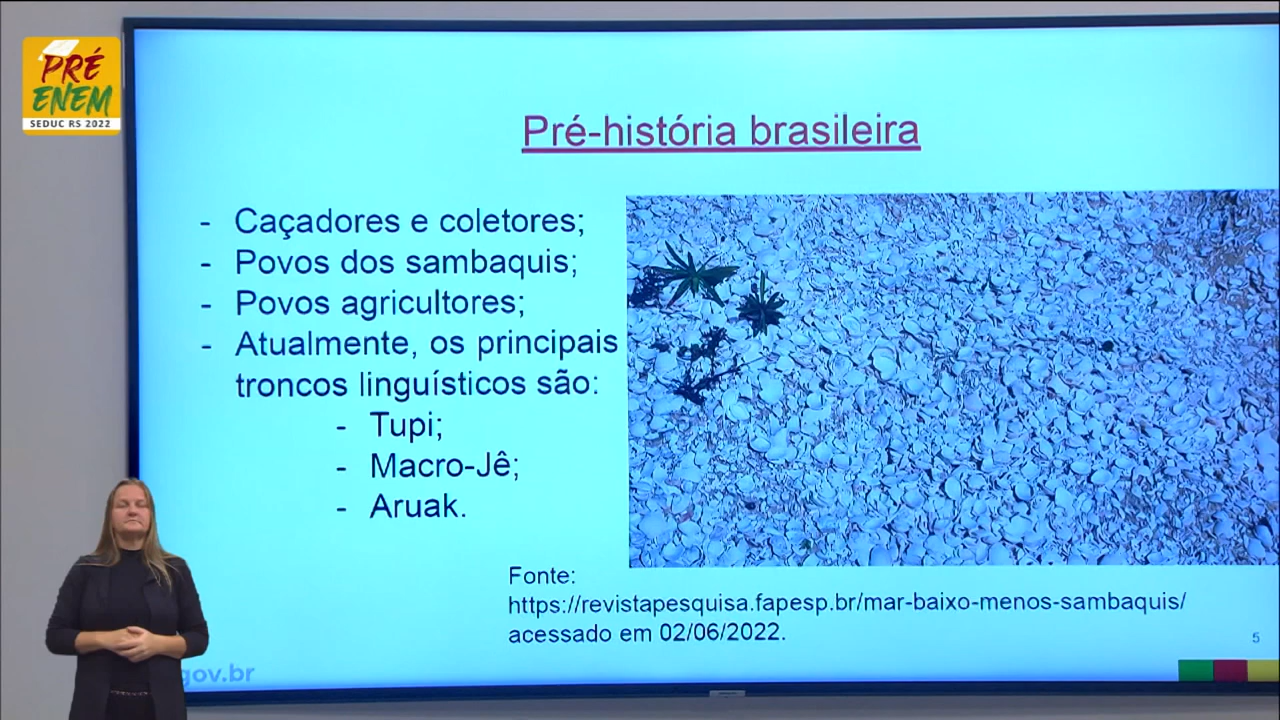 PRÉ
ENEM
SEDUC RS 2022
Pré-história brasileira
- Caçadores e coletores;
- Povos dos sambaquis;
- Povos agricultores;
- Atualmente, os principais
troncos linguísticos são:
- Tupi;
- Macro-Jê;
- Aruak.
Fonte:
https://revistapesquisa.fapesp.br/mar-baixo-menos-sambaquis/
acessado em 02/06/2022.
5
gov.br